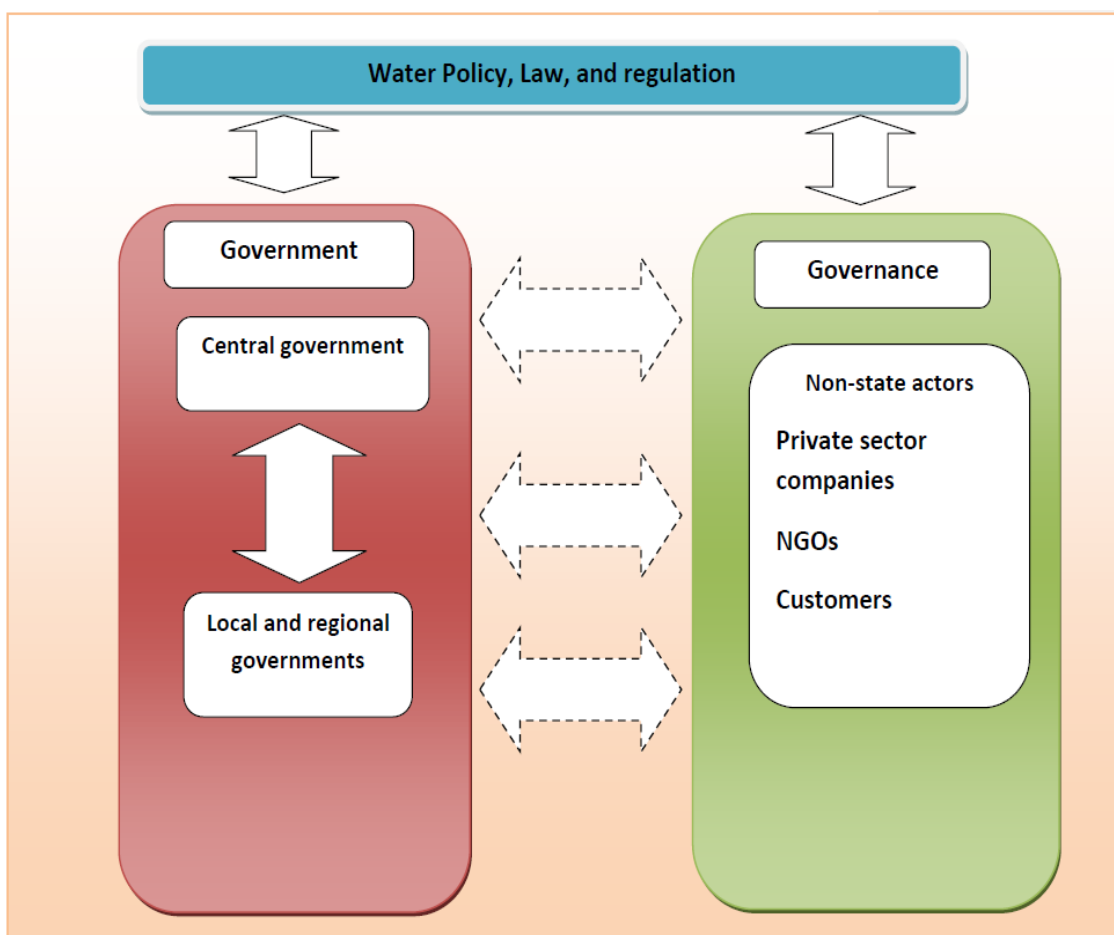 Water Policy, Law, and regulation
Government
Central government
Local and regional
governments
Governance
Non-state actors
Private sector
companies
NGOs
Customers